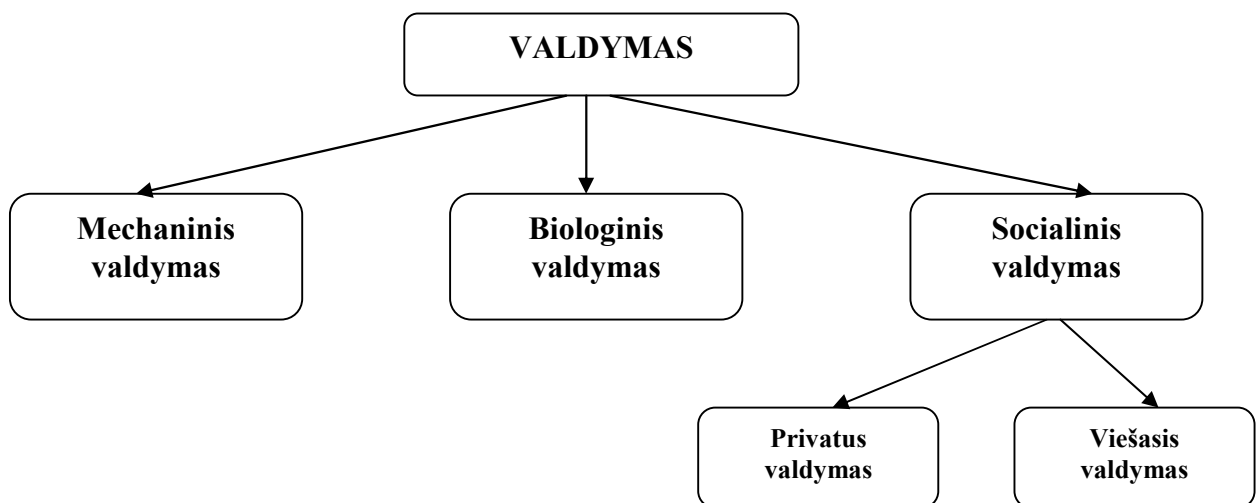 VALDYMAS
Mechaninis
valdymas
Biologinis
valdymas
Socialinis
valdymas
Privatus
valdymas
Viešasis
valdymas